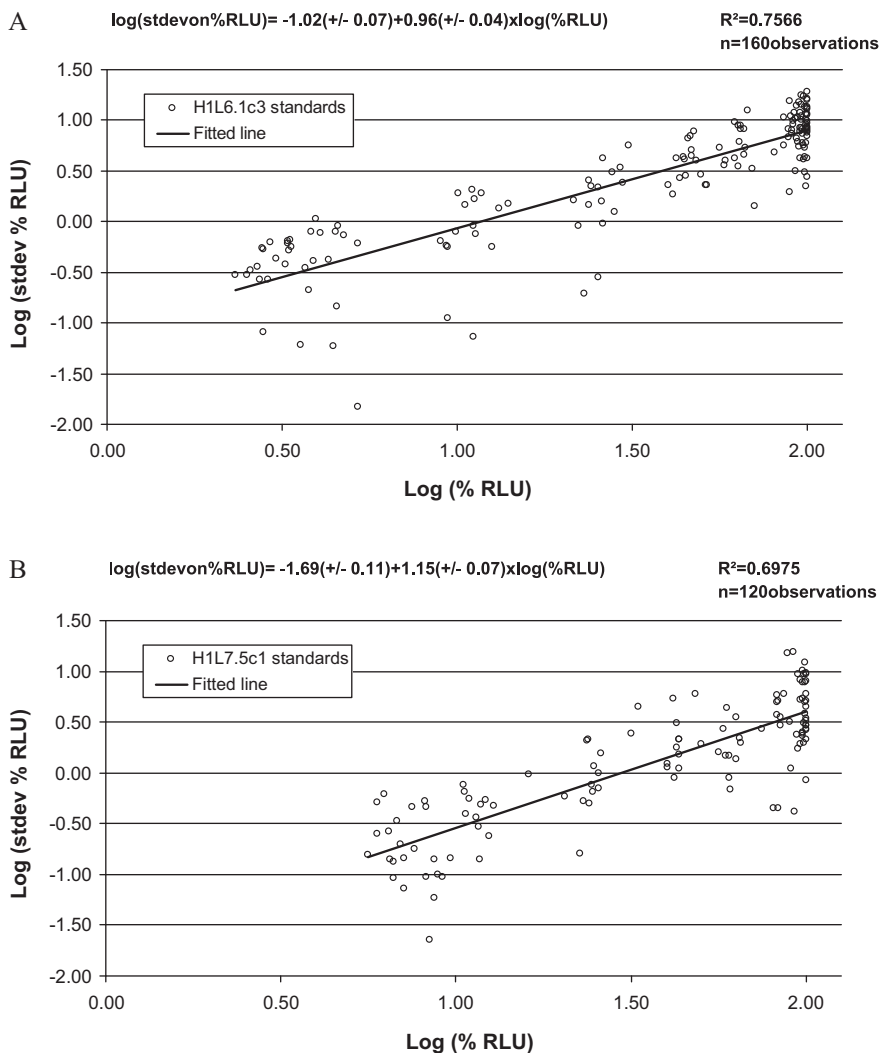 A
log(stdevon%RLU)= -1.02(+/- 0.07)+0.96(+/- 0.04)xlog(%RLU)
R²=0.7566
n=160observations
1.50
1.00
0.50
0.00
-0.50
-1.00
-1.50
-2.00
H1L6.1c3 standards
Fitted line
Log (stdev % RLU)
0.00 0.50 1.00 1.50 2.00
Log (% RLU)
B
log(stdevon%RLU)= -1.69(+/- 0.11)+1.15(+/- 0.07)xlog(%RLU)
R²=0.6975
n=120observations
1.50
1.00
0.50
0.00
-0.50
-1.00
-1.50
-2.00
H1L7.5c1 standards
Fitted line
Log (stdev % RLU)
0.00 0.50 1.00 1.50 2.00
Log (% RLU)